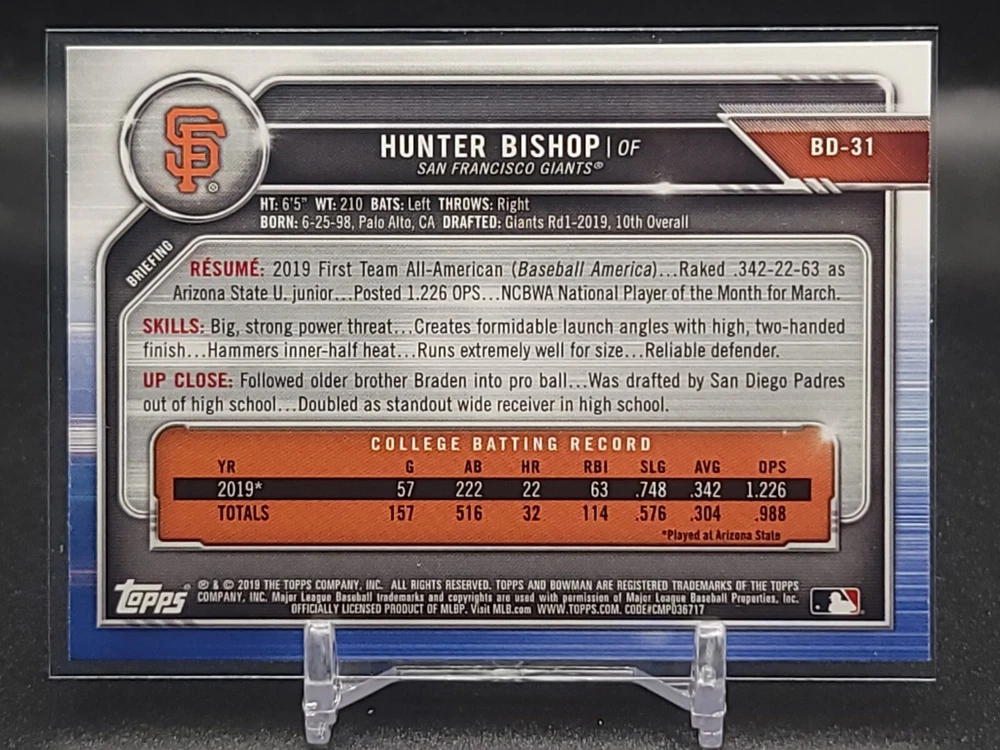 SF®
HUNTER BISHOP | OF
BD-31
SAN FRANCISCO GIANTS®
HT: 6'5" WT: 210 BATS: Left THROWS: Right
BORN: 6-25-98, Palo Alto, CA DRAFTED: Giants Rd1-2019, 10th Overall
BRIEFING
RÉSUMÉ: 2019 First Team All-American (Baseball America)...Raked .342-22-63 as
Arizona State U. junior...Posted 1.226 OPS...NCBWA National Player of the Month for March.
SKILLS: Big, strong power threat...Creates formidable launch angles with high, two-handed
finish...Hammers inner-half heat...Runs extremely well for size...Reliable defender.
UP CLOSE: Followed older brother Braden into pro ball...Was drafted by San Diego Padres
out of high school...Doubled as standout wide receiver in high school.
COLLEGE BATTING RECORD
YR G AB HR RBI SLG AVG OPS
2019* 57 222 22 63 .748 .342 1.226
TOTALS 157 516 32 114 .576 .304 .988
*Played at Arizona State
Topps
® & © 2019 THE TOPPS COMPANY, INC. ALL RIGHTS RESERVED. TOPPS AND BOWMAN ARE REGISTERED TRADEMARKS OF THE TOPPS
COMPANY, INC. Major League Baseball trademarks and copyrights are used with permission of Major League Baseball Properties, Inc.
OFFICIALLY LICENSED PRODUCT OF MLBP. Visit MLB.com WWW.TOPPS.COM. CODE#CMP036717